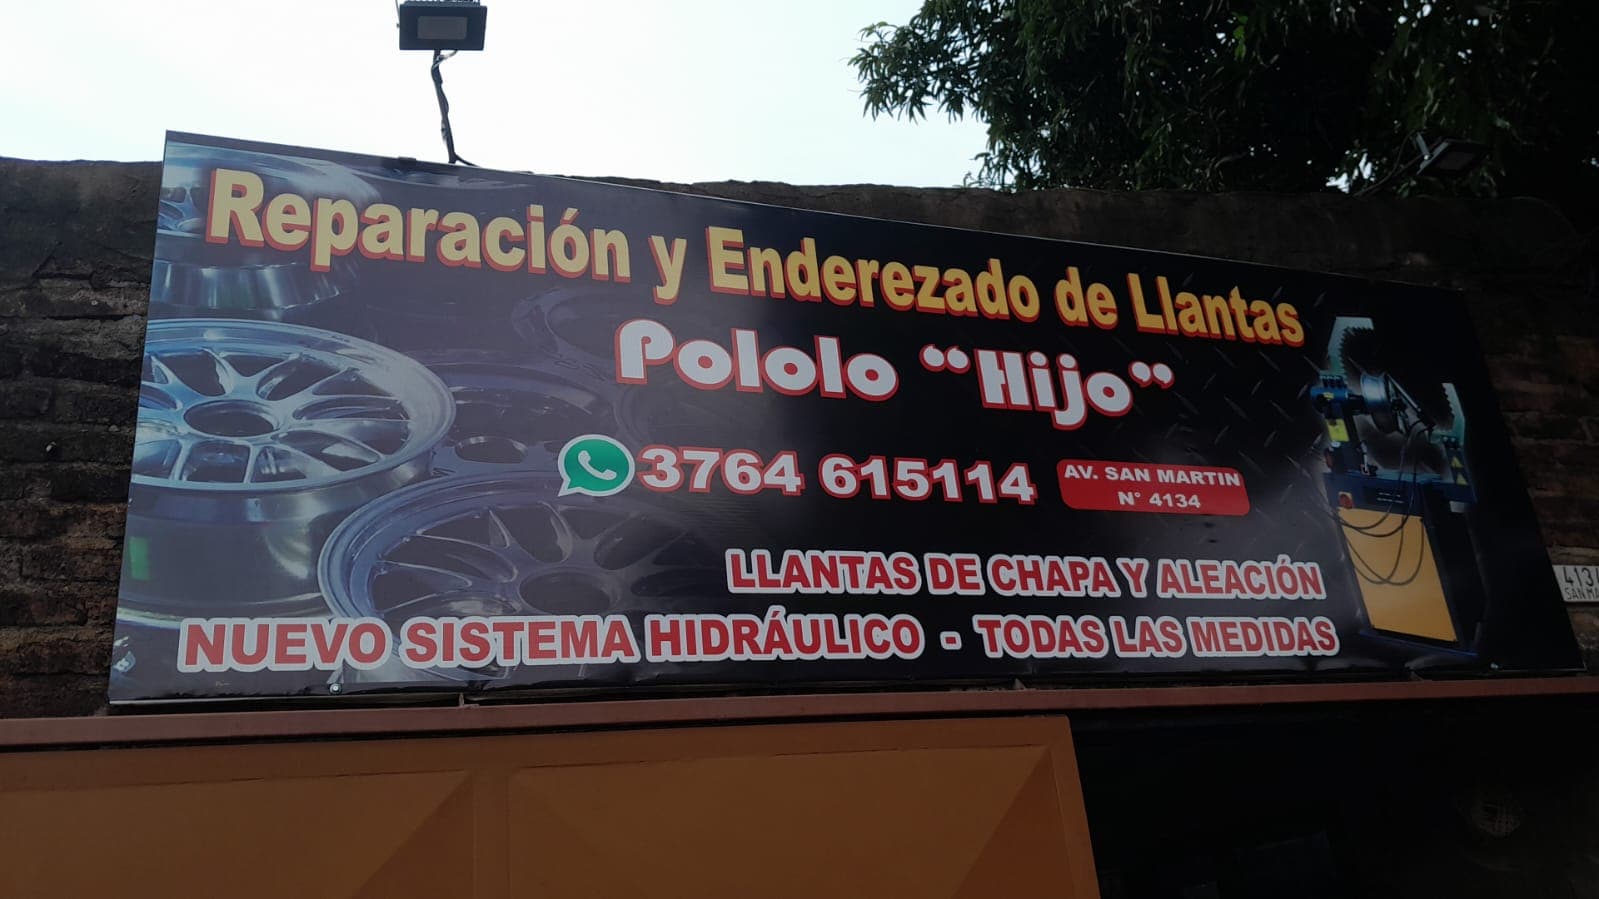 Reparación y Enderezado de Llantas
Pololo “Hijo”
3764 615114
AV. SAN MARTIN
N° 4134
LLANTAS DE CHAPA Y ALEACIÓN
NUEVO SISTEMA HIDRÁULICO - TODAS LAS MEDIDAS